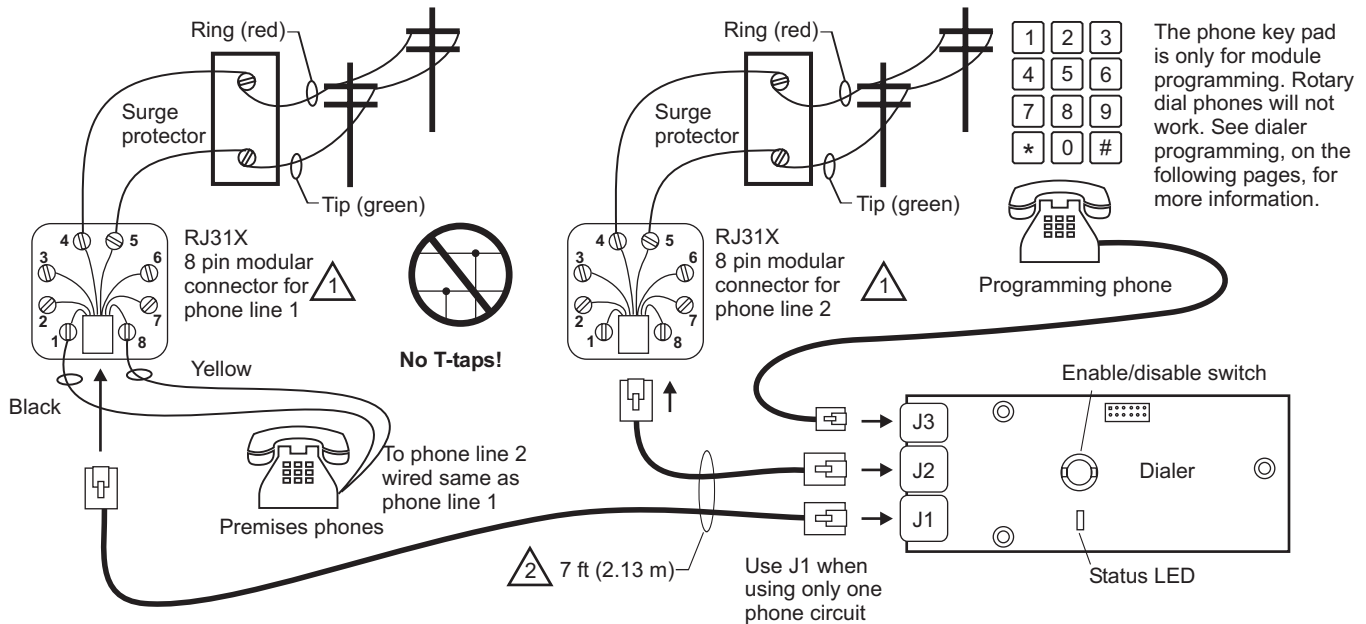 Ring (red)
Surge
protector
Tip (green)
4
5
3
6
2
7
1
8
RJ31X
8 pin modular
connector for
phone line 1
1
No T-taps!
Black
Yellow
Premises phones
To phone line 2
wired same as
phone line 1
Ring (red)
Surge
protector
Tip (green)
4
5
3
6
2
7
1
8
RJ31X
8 pin modular
connector for
phone line 2
1
1 2 3
4 5 6
7 8 9
* 0 #
The phone key pad
is only for module
programming. Rotary
dial phones will not
work. See dialer
programming, on the
following pages, for
more information.
Programming phone
Enable/disable switch
J3
J2
J1
Dialer
Status LED
2 7 ft (2.13 m)
Use J1 when
using only one
phone circuit